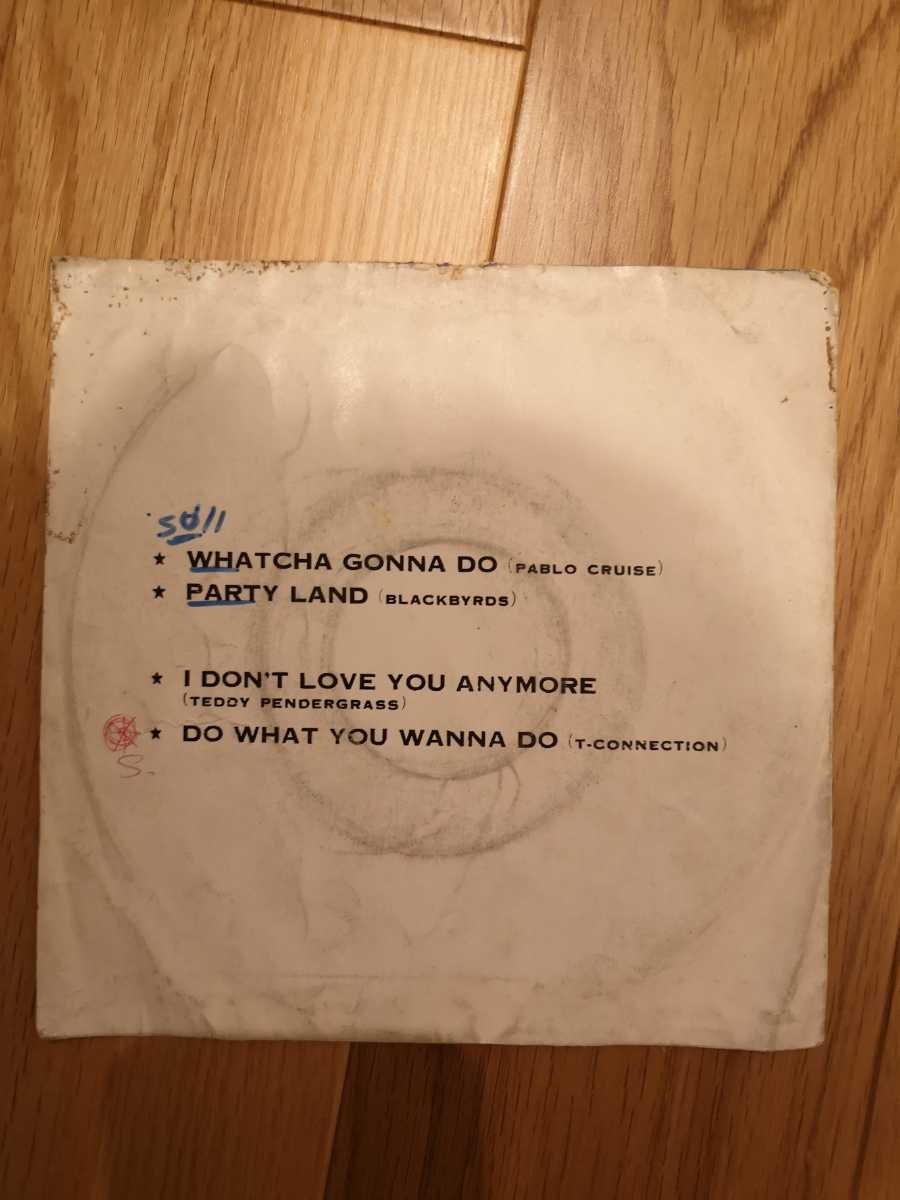 ★ WHATCHA GONNA DO (PABLO CRUISE)
★ PARTY LAND (BLACKBYRDS)
★ I DON'T LOVE YOU ANYMORE
(TEDDY PENDERGRASS)
★ DO WHAT YOU WANNA DO (T-CONNECTION)
S.